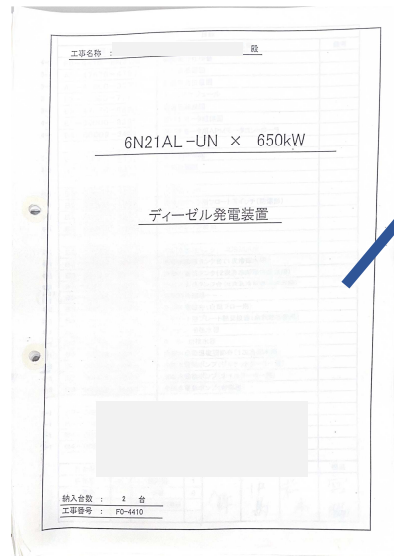 工事名称 : 殿
6N21AL-UN × 650kW
ディーゼル発電装置
納入台数 : 2 台
工事番号 : FO-4410